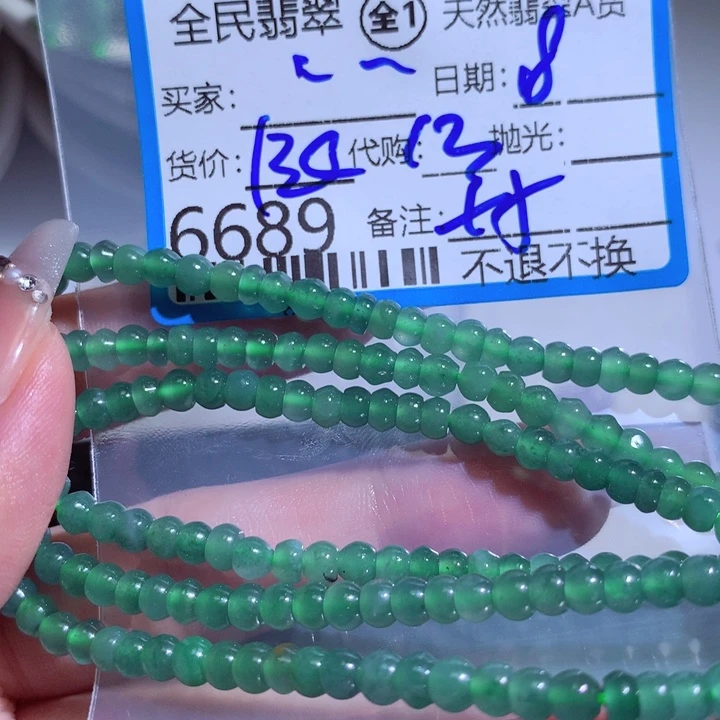 全民翡翠 全1 天然翡翠A货
买家: 日期: 8
货价: 134 代购: 12 抛光:
6689 备注:
不退不换